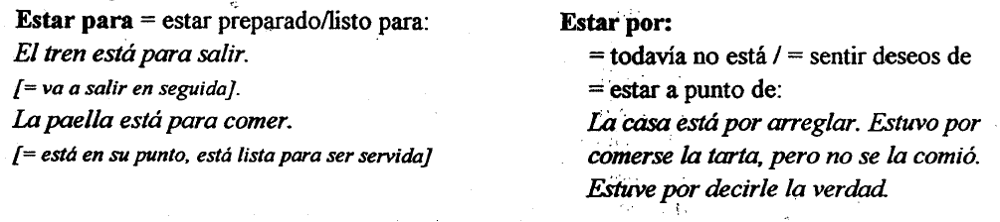 Estar para = estar preparado/listo para:
El tren está para salir.
[= va a salir en seguida].
La paella está para comer.
[= está en su punto, está lista para ser servida]
Estar por:
= todavía no está / = sentir deseos de
= estar a punto de:
La casa está por arreglar. Estuvo por
comerse la tarta, pero no se la comió.
Estuve por decirle la verdad.